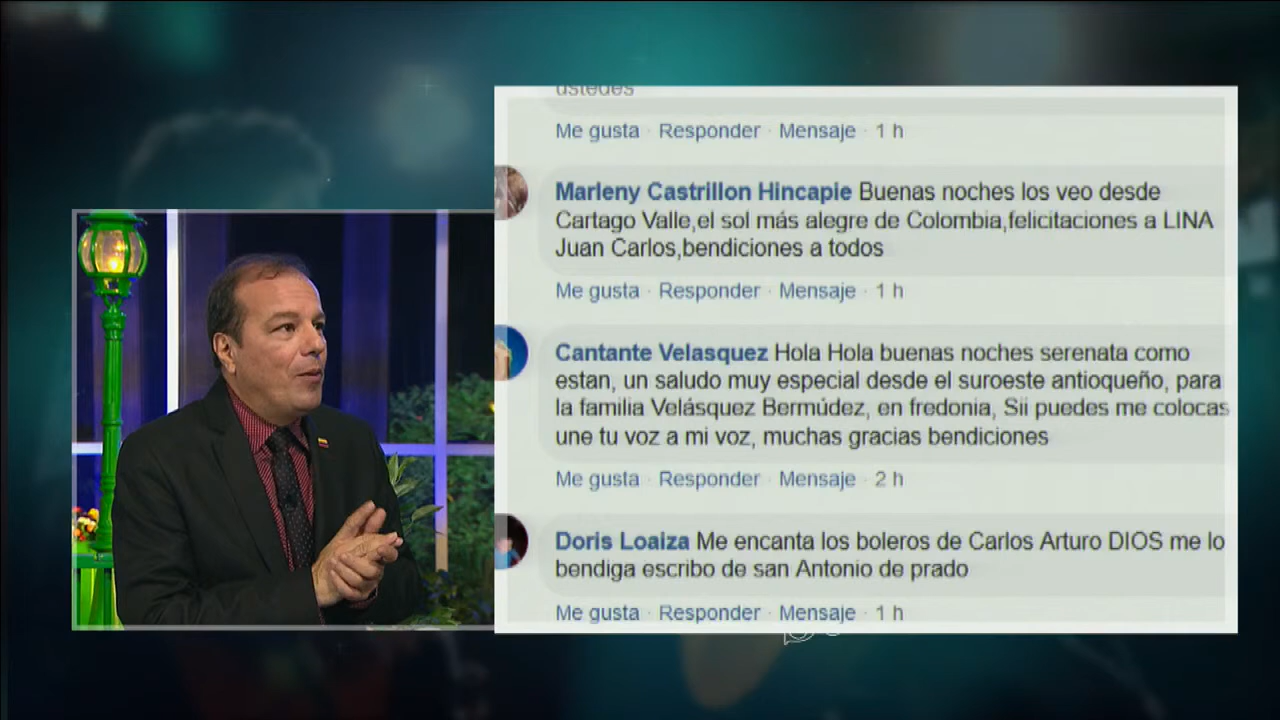 ustedes
Me gusta · Responder · Mensaje · 1 h
Marleny Castrillon Hincapie Buenas noches los veo desde
Cartago Valle,el sol más alegre de Colombia,felicitaciones a LINA
Juan Carlos,bendiciones a todos
Me gusta · Responder · Mensaje · 1 h
Cantante Velasquez Hola Hola buenas noches serenata como
estan, un saludo muy especial desde el suroeste antioqueño, para
la familia Velásquez Bermúdez, en fredonia, Sii puedes me colocas
une tu voz a mi voz, muchas gracias bendiciones
Me gusta · Responder · Mensaje · 2 h
Doris Loaiza Me encanta los boleros de Carlos Arturo DIOS me lo
bendiga escribo de san Antonio de prado
Me gusta · Responder · Mensaje · 1 h